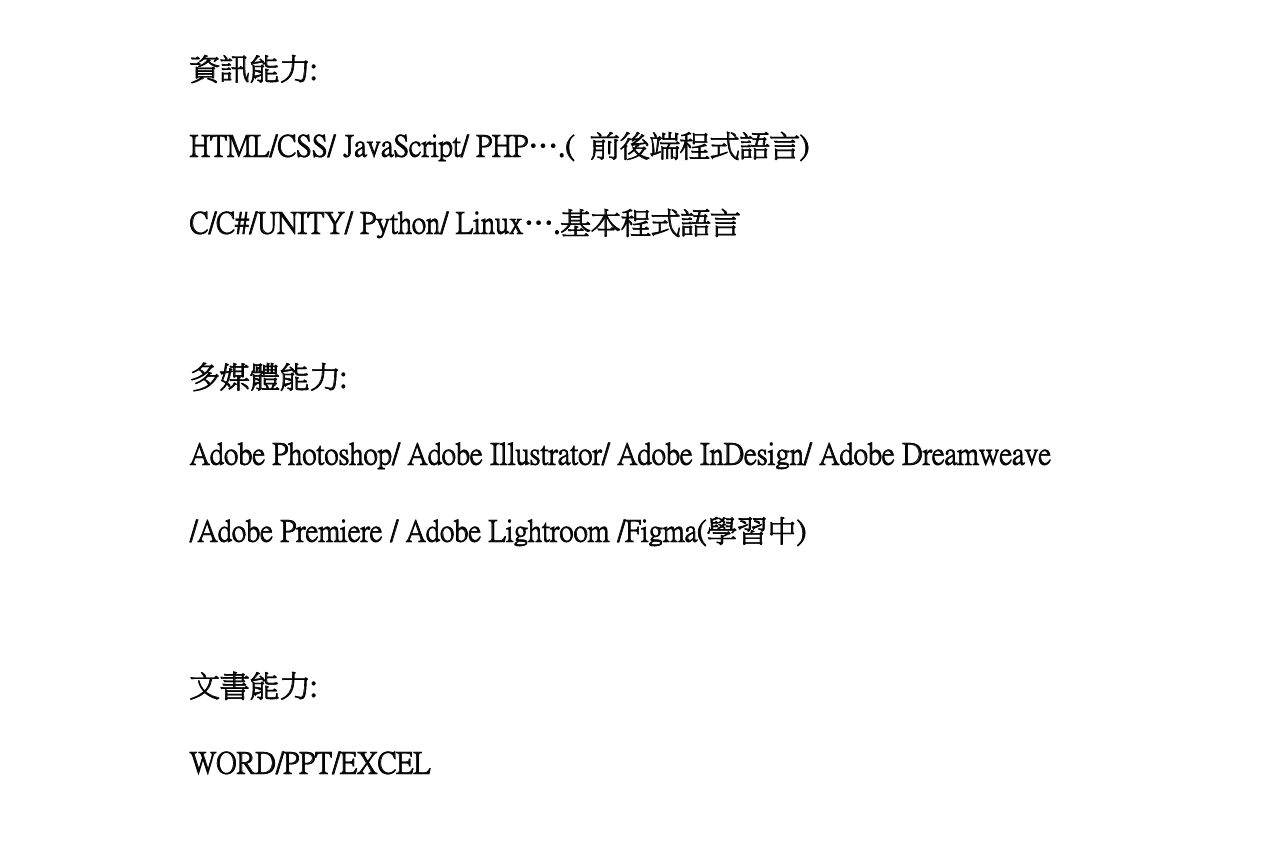 資訊能力:
HTML/CSS/ JavaScript/ PHP⋯.( 前後端程式語言)
C/C#/UNITY/ Python/ Linux⋯.基本程式語言
多媒體能力:
Adobe Photoshop/ Adobe Illustrator/ Adobe InDesign/ Adobe Dreamweave
/Adobe Premiere / Adobe Lightroom /Figma(學習中)
文書能力:
WORD/PPT/EXCEL